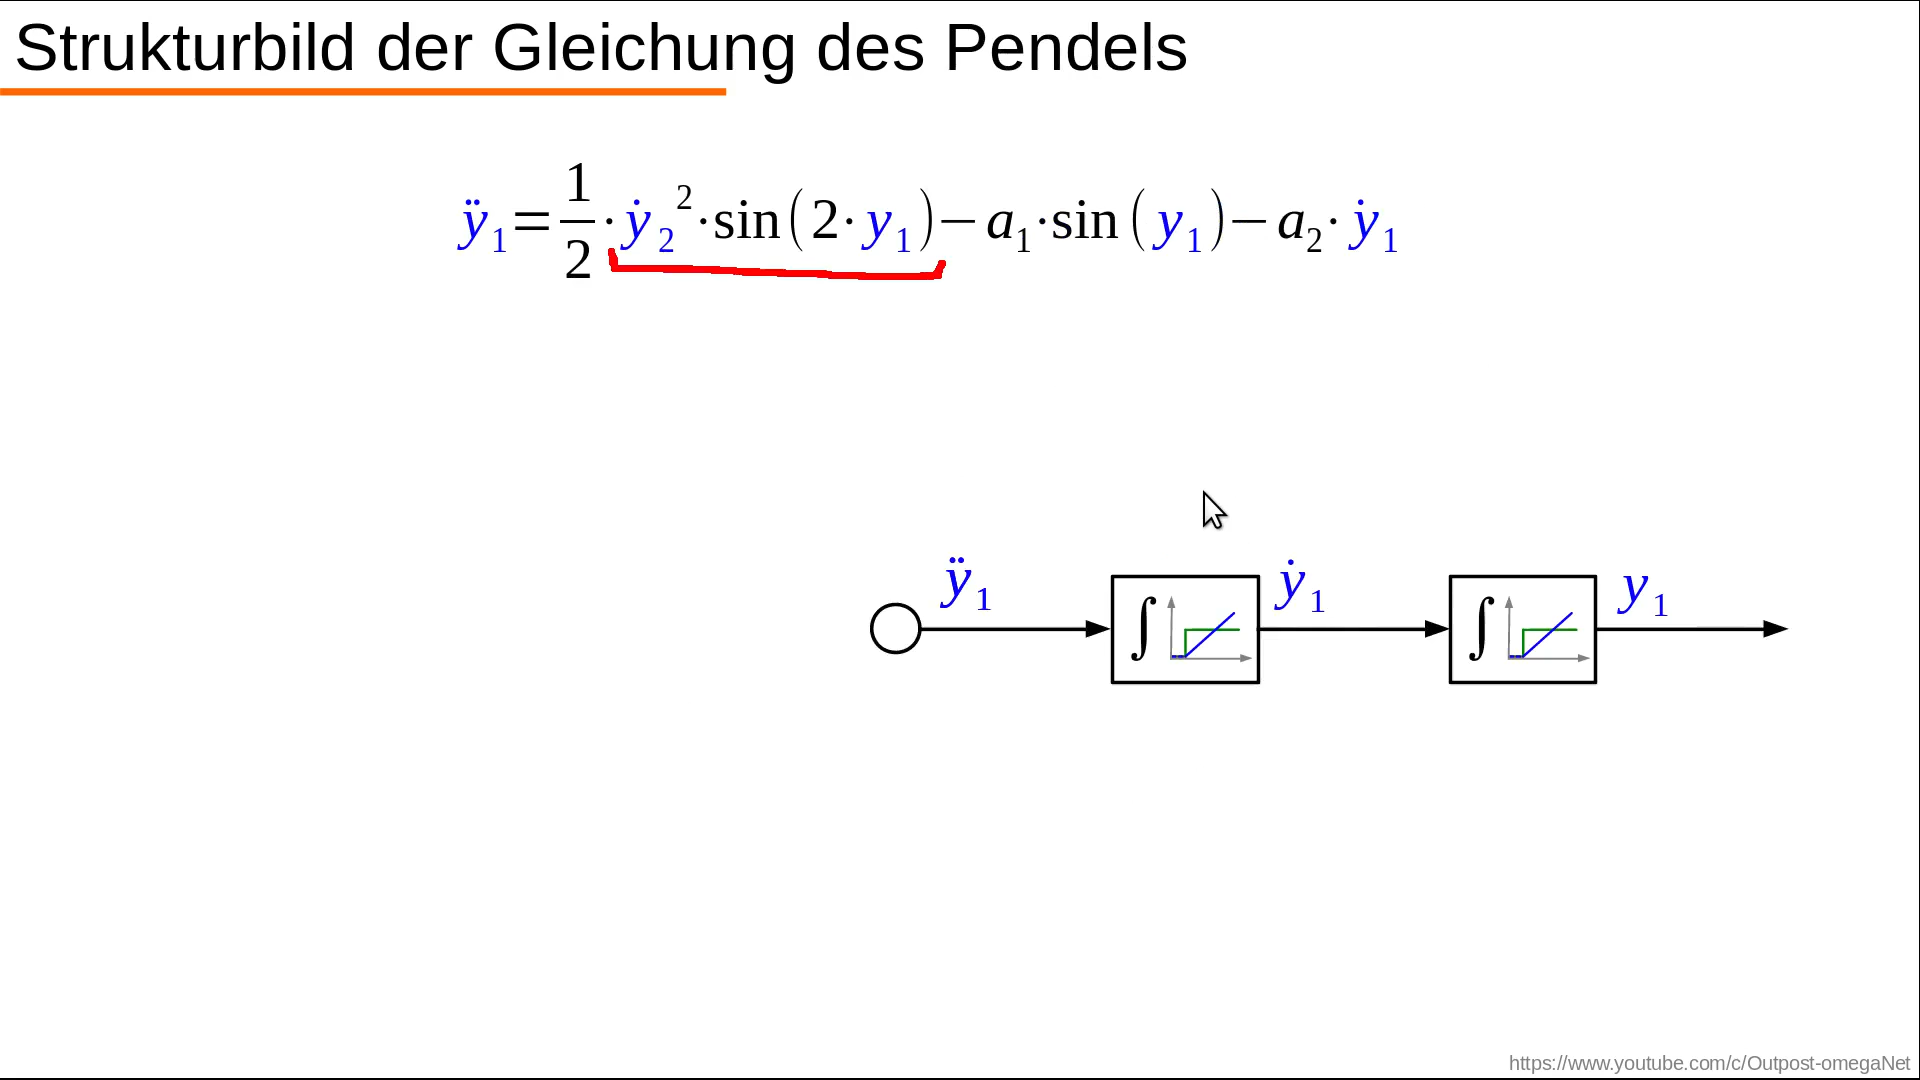 Strukturbild der Gleichung des Pendels
ÿ₁ = 1/2 · ẏ₂² · sin(2 · y₁) − a₁ · sin(y₁) − a₂ · ẏ₁
ÿ₁ ∫ ẏ₁ ∫ y₁
https://www.youtube.com/c/Outpost-omegaNet